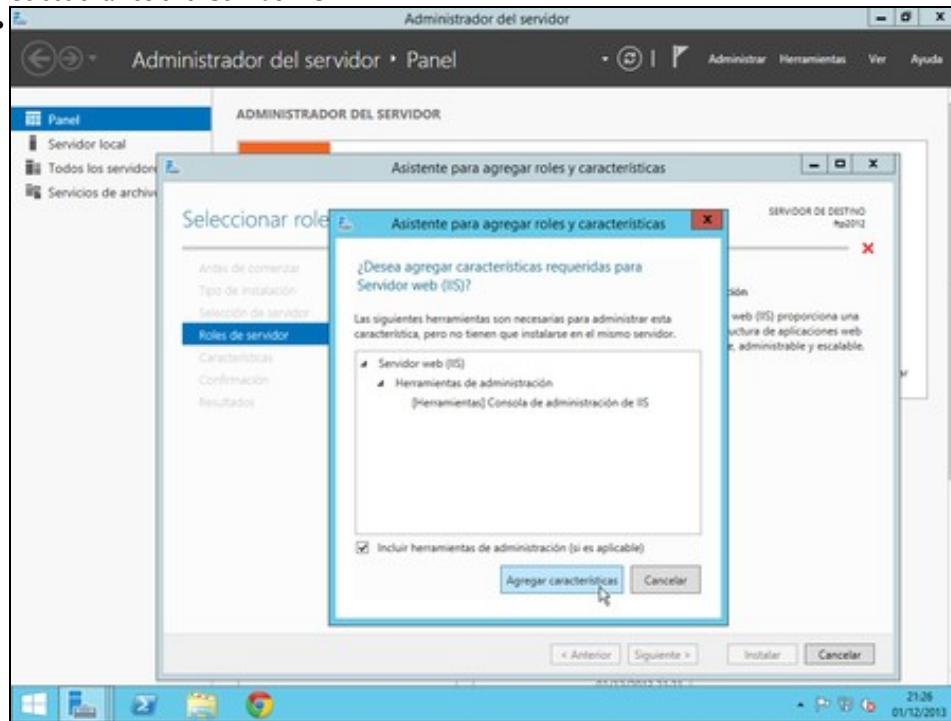 Administrador del servidor
Administrador del servidor • Panel
Administrar Herramientas Ver Ayuda
Panel
Servidor local
Todos los servidore
Servicios de archiv
ADMINISTRADOR DEL SERVIDOR
Asistente para agregar roles y características
Seleccionar role
SERVIDOR DE DESTINO
ftp2012
Antes de comenzar
Tipo de instalación
Selección de servidor
Roles de servidor
Características
Confirmación
Resultados
Asistente para agregar roles y características
¿Desea agregar características requeridas para
Servidor web (IIS)?
Las siguientes herramientas son necesarias para administrar esta
característica, pero no tienen que instalarse en el mismo servidor.
Servidor web (IIS)
Herramientas de administración
[Herramientas] Consola de administración de IIS
Incluir herramientas de administración (si es aplicable)
Agregar características Cancelar
web (IIS) proporciona una
uctura de aplicaciones web
e, administrable y escalable.
< Anterior Siguiente > Instalar Cancelar
21:26
01/12/2013